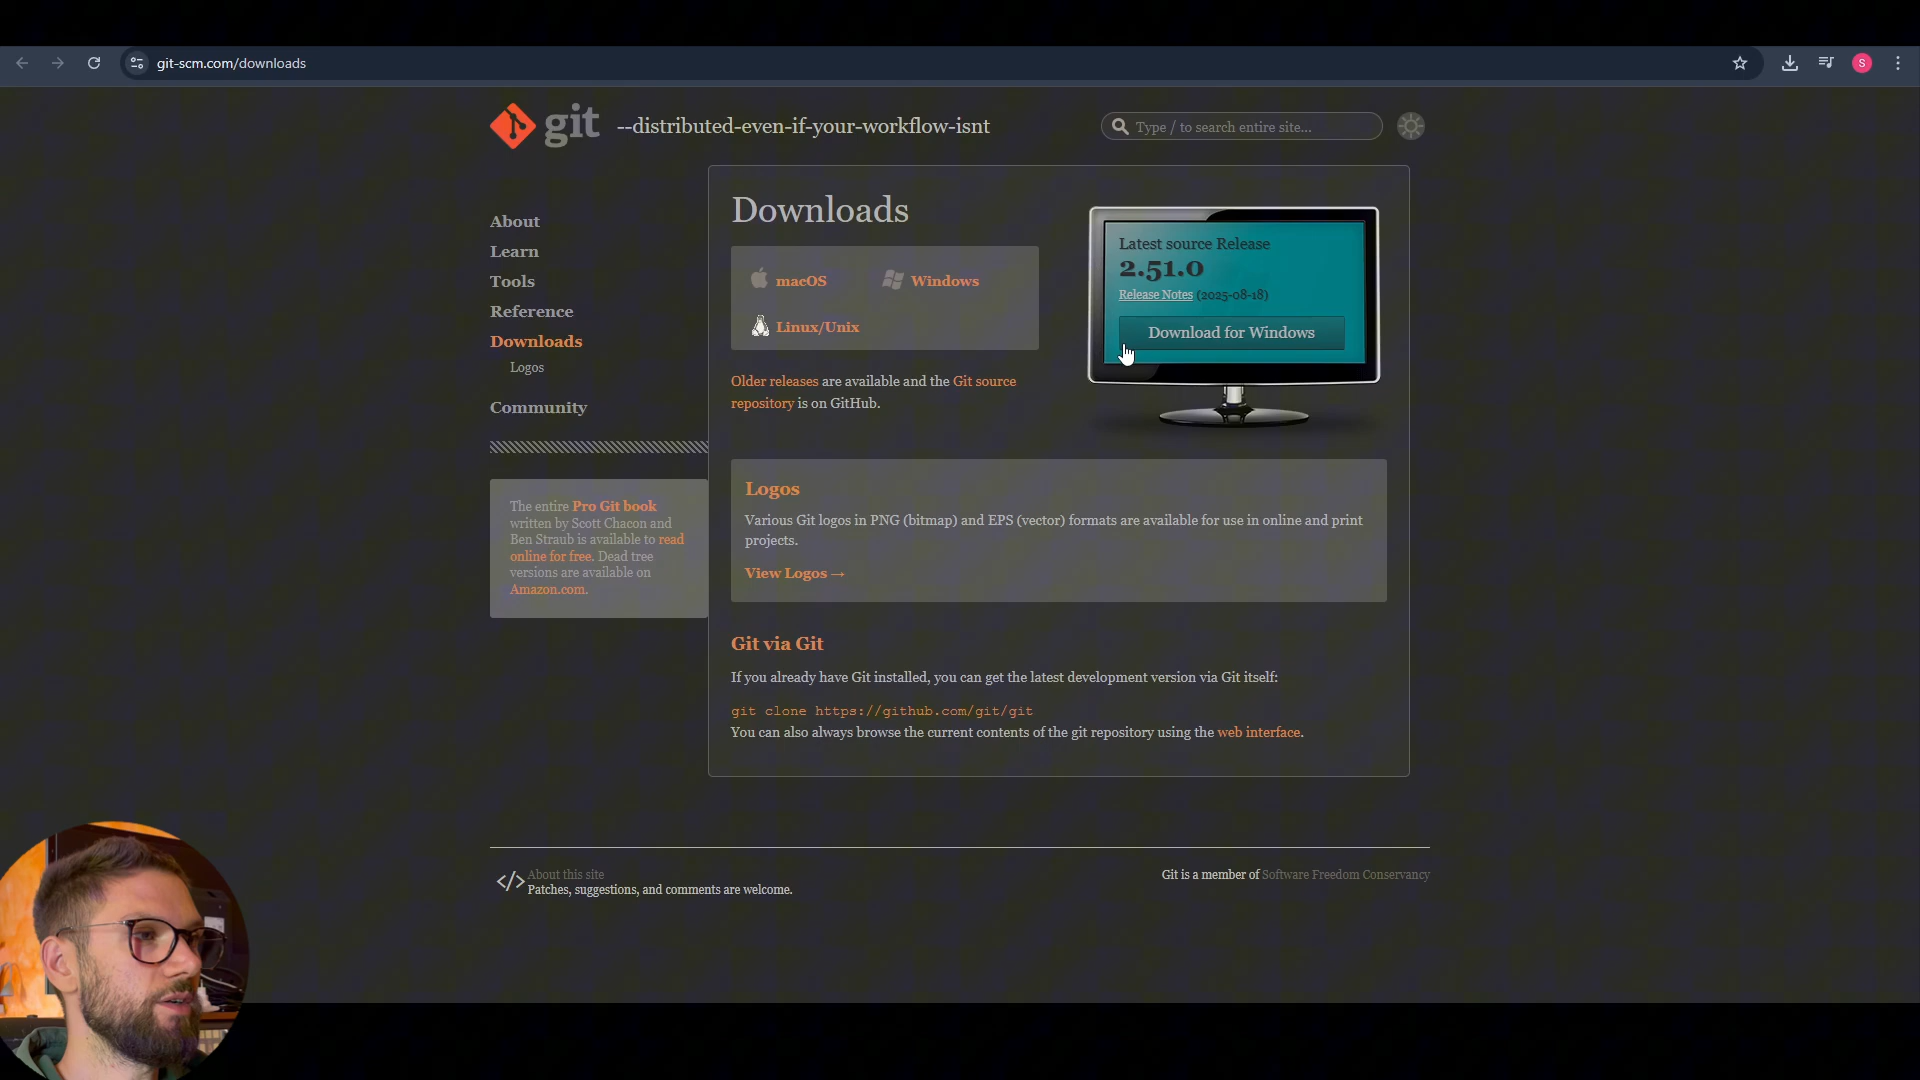 git-scm.com/downloads
S
git --distributed-even-if-your-workflow-isnt
Type / to search entire site...
About
Learn
Tools
Reference
Downloads
Logos
Community
The entire Pro Git book
written by Scott Chacon and
Ben Straub is available to read
online for free. Dead tree
versions are available on
Amazon.com.
Downloads
macOS
Windows
Linux/Unix
Older releases are available and the Git source
repository is on GitHub.
Latest source Release
2.51.0
Release Notes (2025-08-18)
Download for Windows
Logos
Various Git logos in PNG (bitmap) and EPS (vector) formats are available for use in online and print
projects.
View Logos →
Git via Git
If you already have Git installed, you can get the latest development version via Git itself:
git clone https://github.com/git/git
You can also always browse the current contents of the git repository using the web interface.
</> About this site
Patches, suggestions, and comments are welcome.
Git is a member of Software Freedom Conservancy